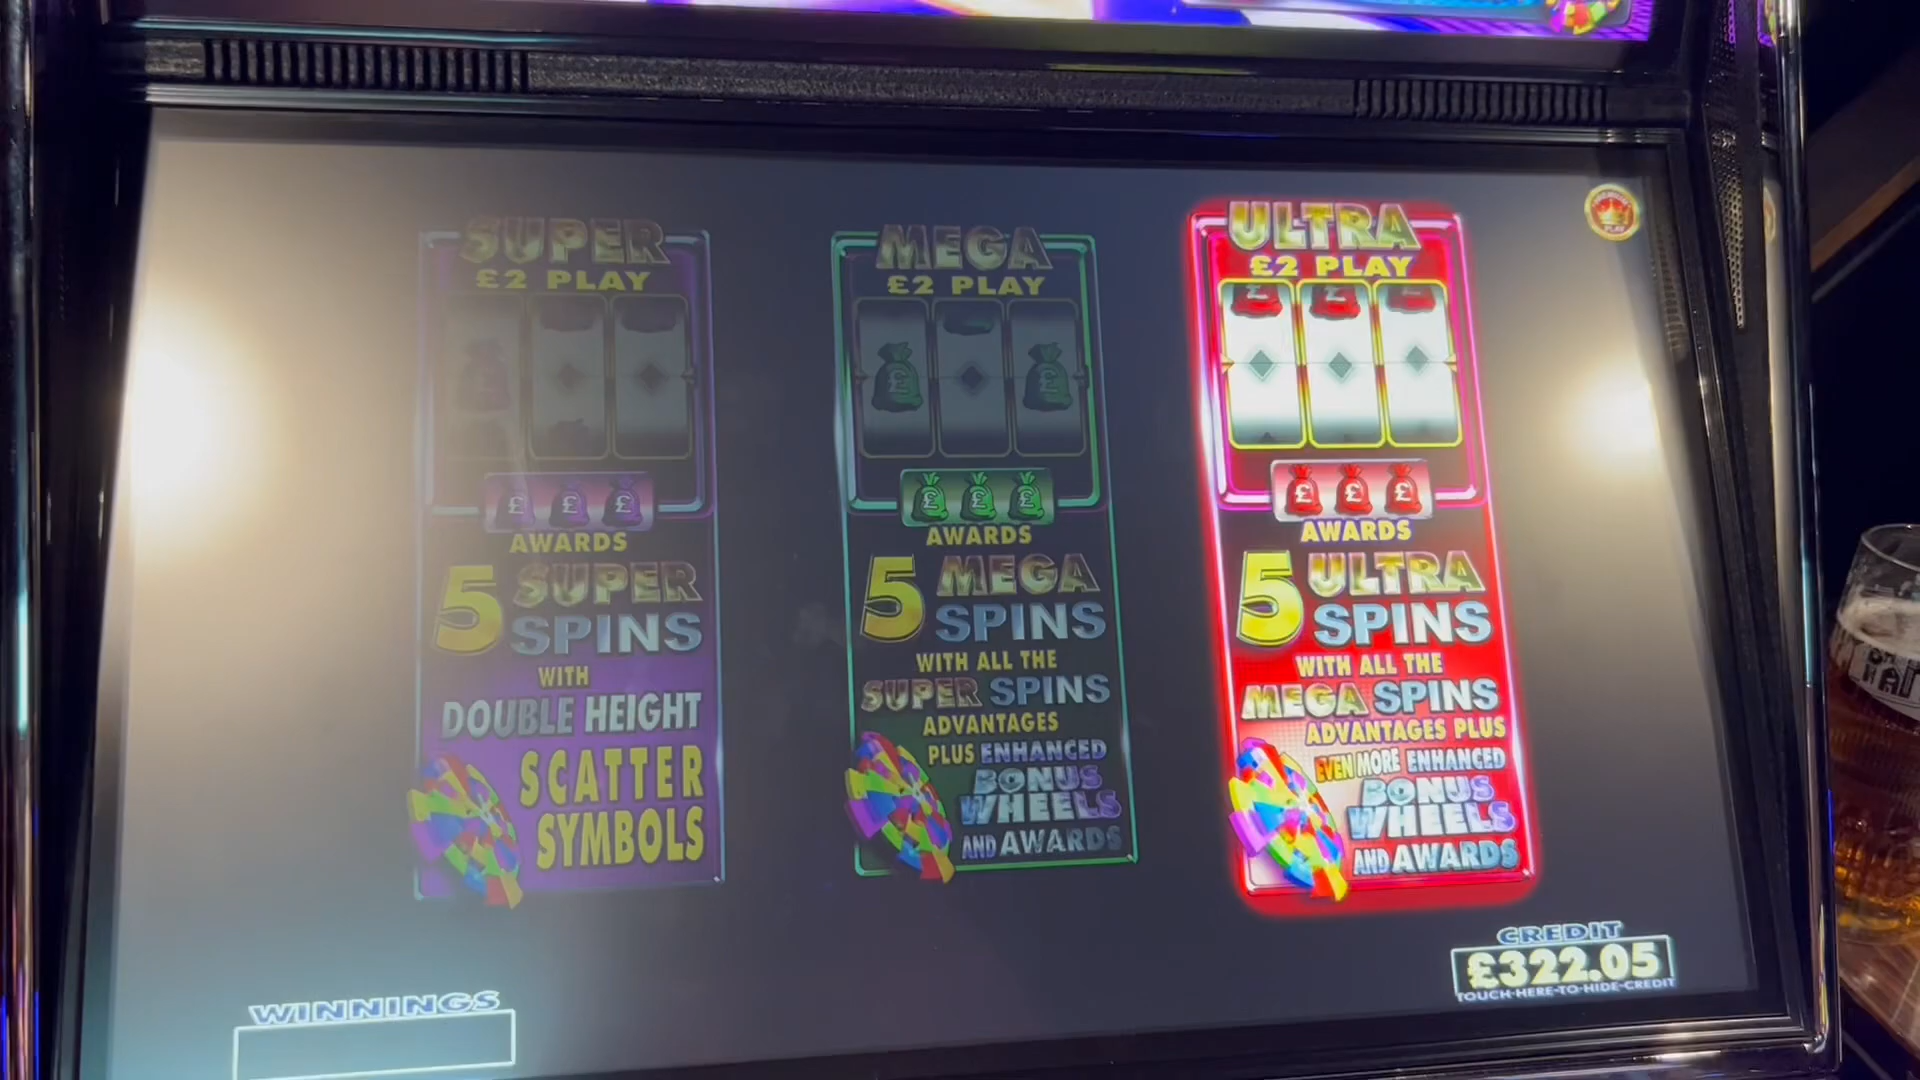 SUPER
£2 PLAY
£ £ £
AWARDS
5 SUPER
SPINS
WITH
DOUBLE HEIGHT
SCATTER
SYMBOLS
MEGA
£2 PLAY
£ £
£ £ £
AWARDS
5 MEGA
SPINS
WITH ALL THE
SUPER SPINS
ADVANTAGES
PLUS ENHANCED
BONUS
WHEELS
AND AWARDS
ULTRA
£2 PLAY
£ £ £
£ £ £
AWARDS
5 ULTRA
SPINS
WITH ALL THE
MEGA SPINS
ADVANTAGES PLUS
EVEN MORE ENHANCED
BONUS
WHEELS
AND AWARDS
PLAY
CREDIT
£322.05
TOUCH-HERE-TO-HIDE-CREDIT
WINNINGS